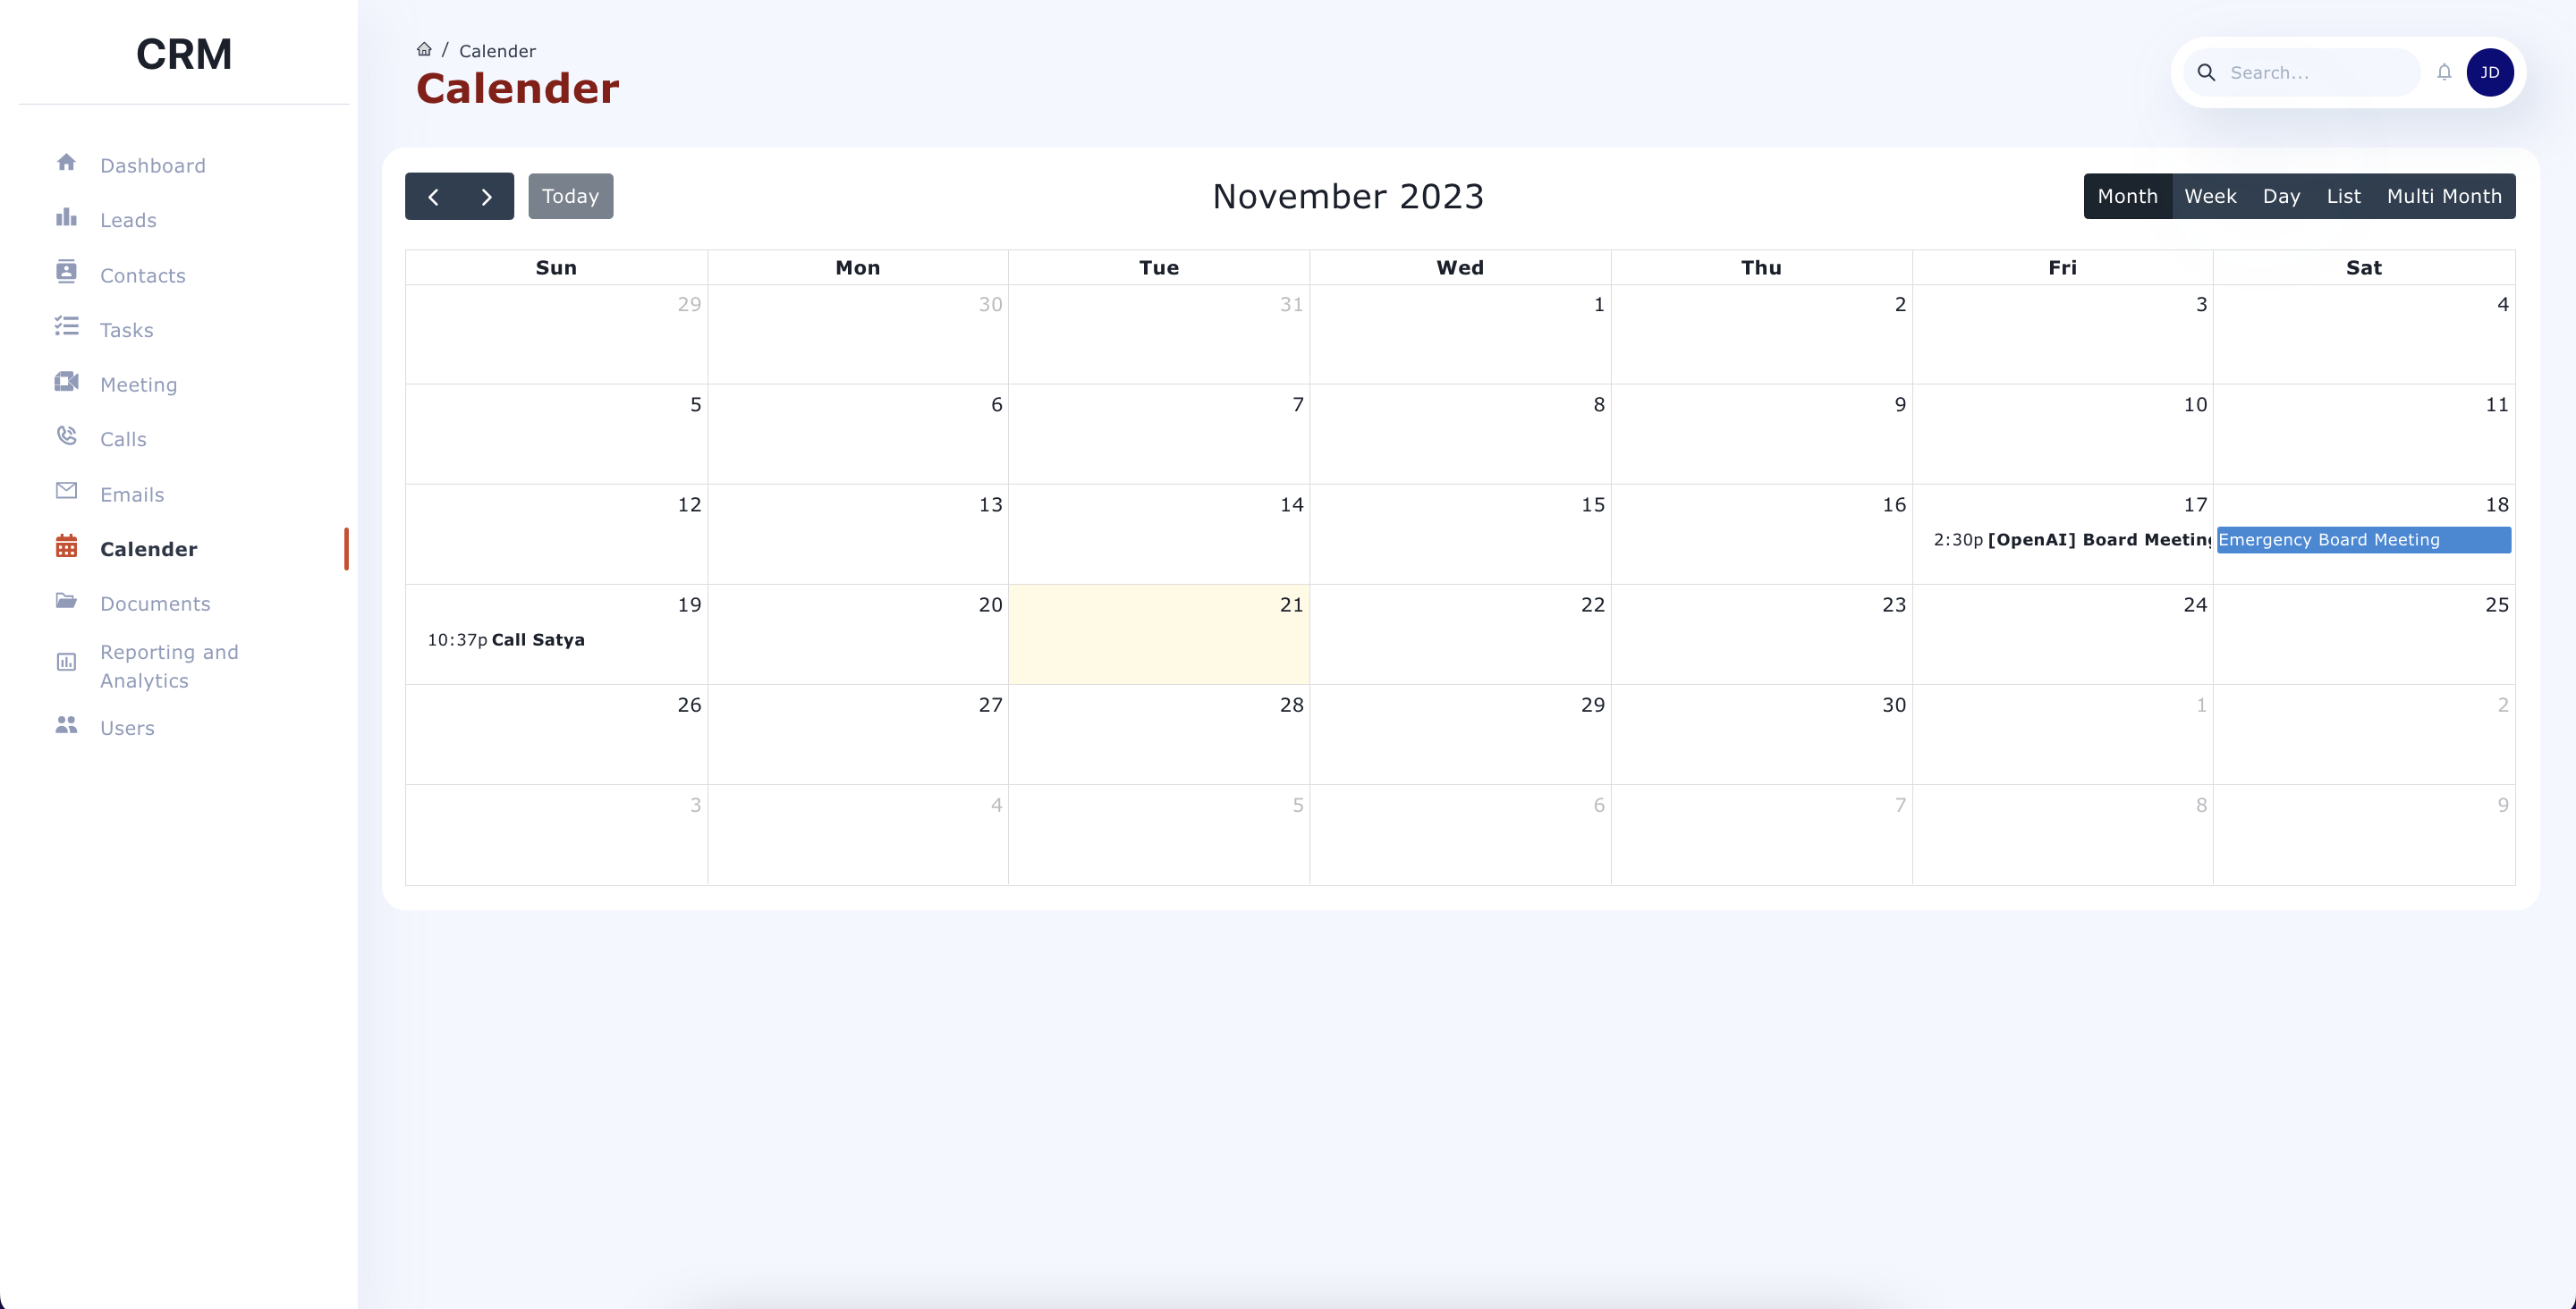 CRM
Dashboard
Leads
Contacts
Tasks
Meeting
Calls
Emails
Calender
Documents
Reporting and
Analytics
Users
/ Calender
Calender
Search...
JD
Today
November 2023
Month Week Day List Multi Month
Sun Mon Tue Wed Thu Fri Sat
29 30 31 1 2 3 4
5 6 7 8 9 10 11
12 13 14 15 16 17 18
2:30p [OpenAI] Board Meeting Emergency Board Meeting
19 20 21 22 23 24 25
10:37p Call Satya
26 27 28 29 30 1 2
3 4 5 6 7 8 9